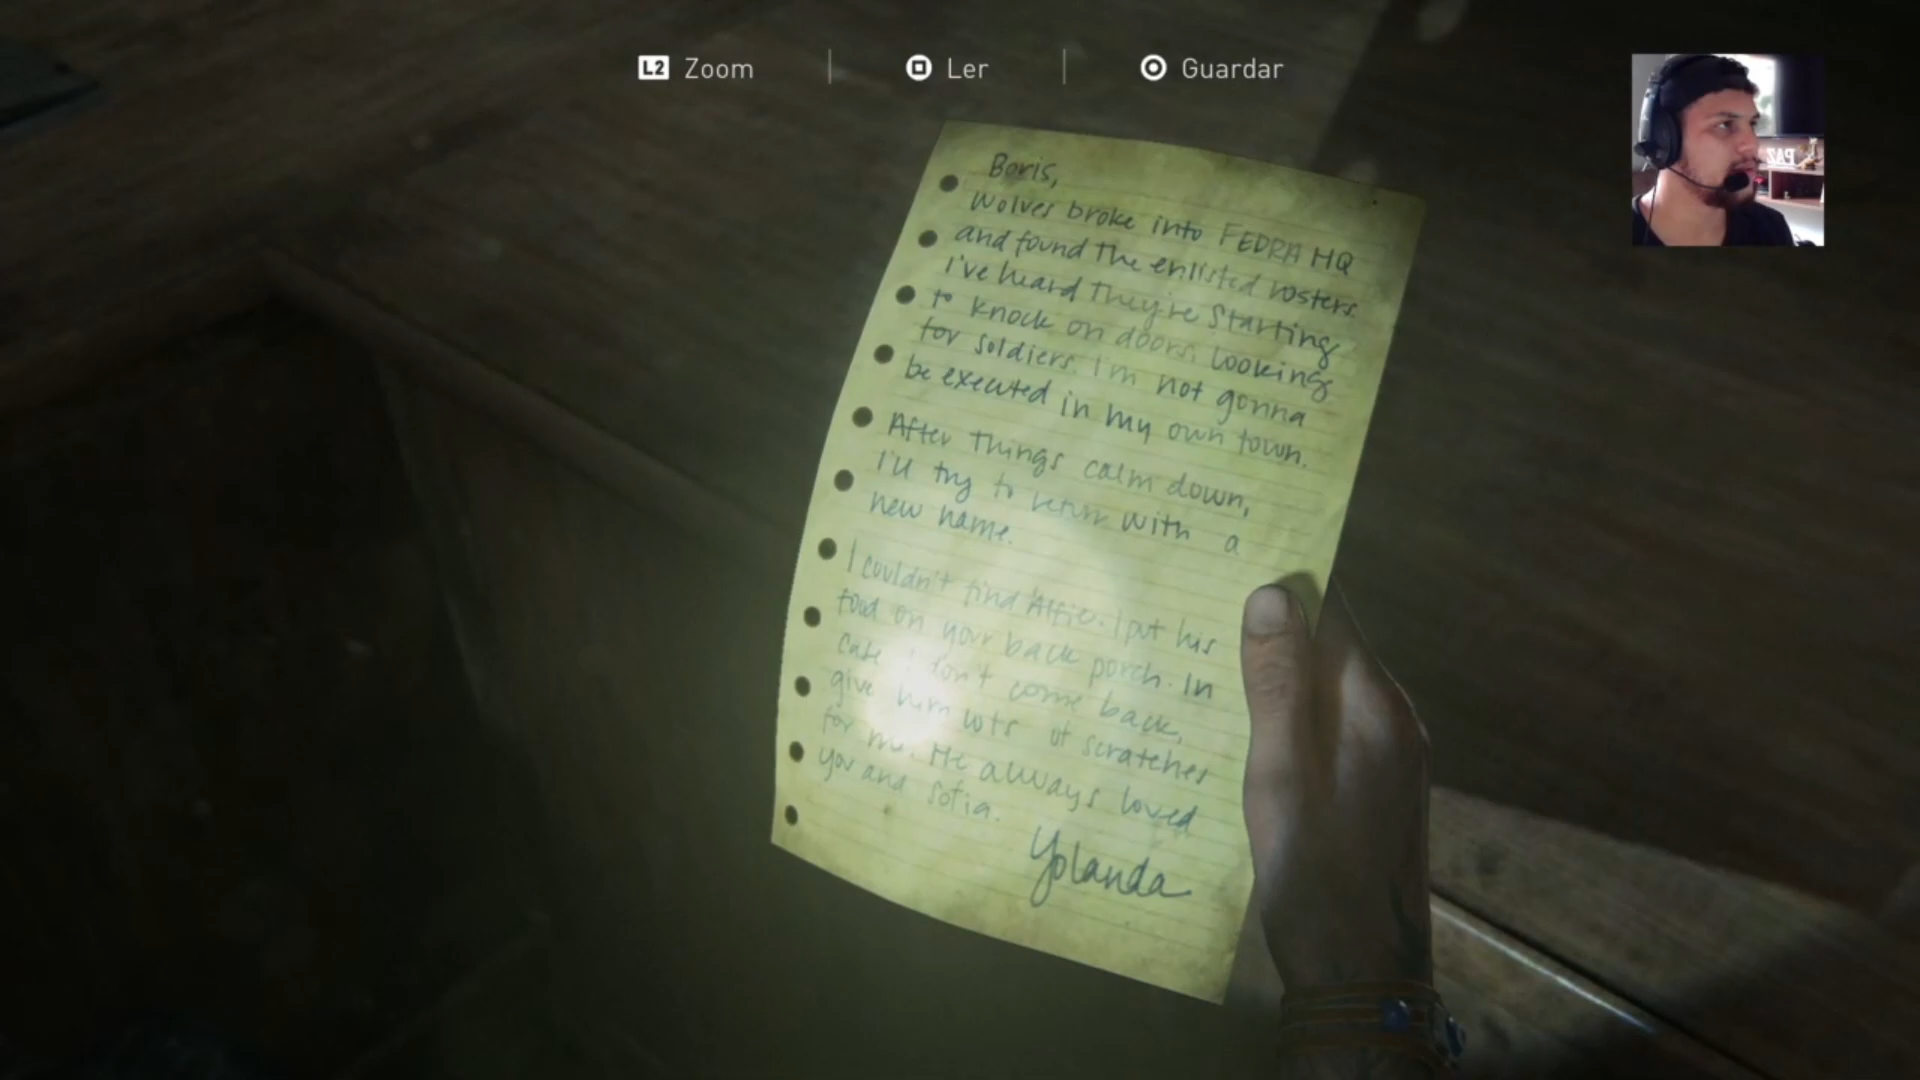 L2 Zoom | Ler | Guardar
Boris,
Wolves broke into FEDRA HQ
and found the enlisted rosters.
I've heard they're starting
to knock on doors, looking
for soldiers. I'm not gonna
be executed in my own town.
After things calm down,
I'll try to return with a
new name.
I couldn't find Alfie. I put his
food on your back porch. In
case I don't come back,
give him lots of scratches
for me. He always loved
you and Sofia.
Yolanda
PAZ